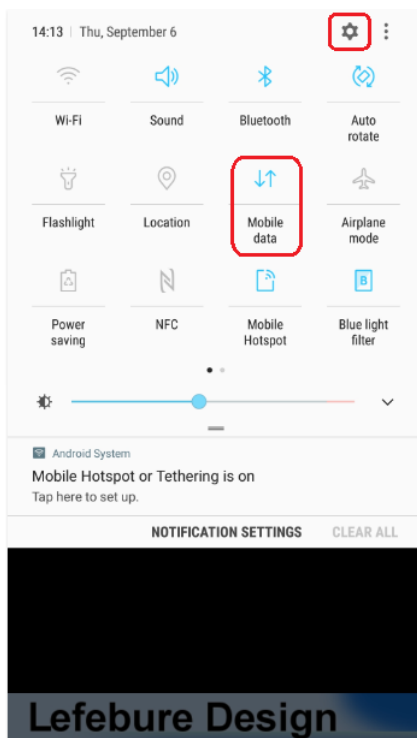 14:13 | Thu, September 6
Wi-Fi Sound Bluetooth Auto rotate
Flashlight Location Mobile data Airplane mode
B
Power saving NFC Mobile Hotspot Blue light filter
Android System
Mobile Hotspot or Tethering is on
Tap here to set up.
NOTIFICATION SETTINGS CLEAR ALL
Lefebure Design